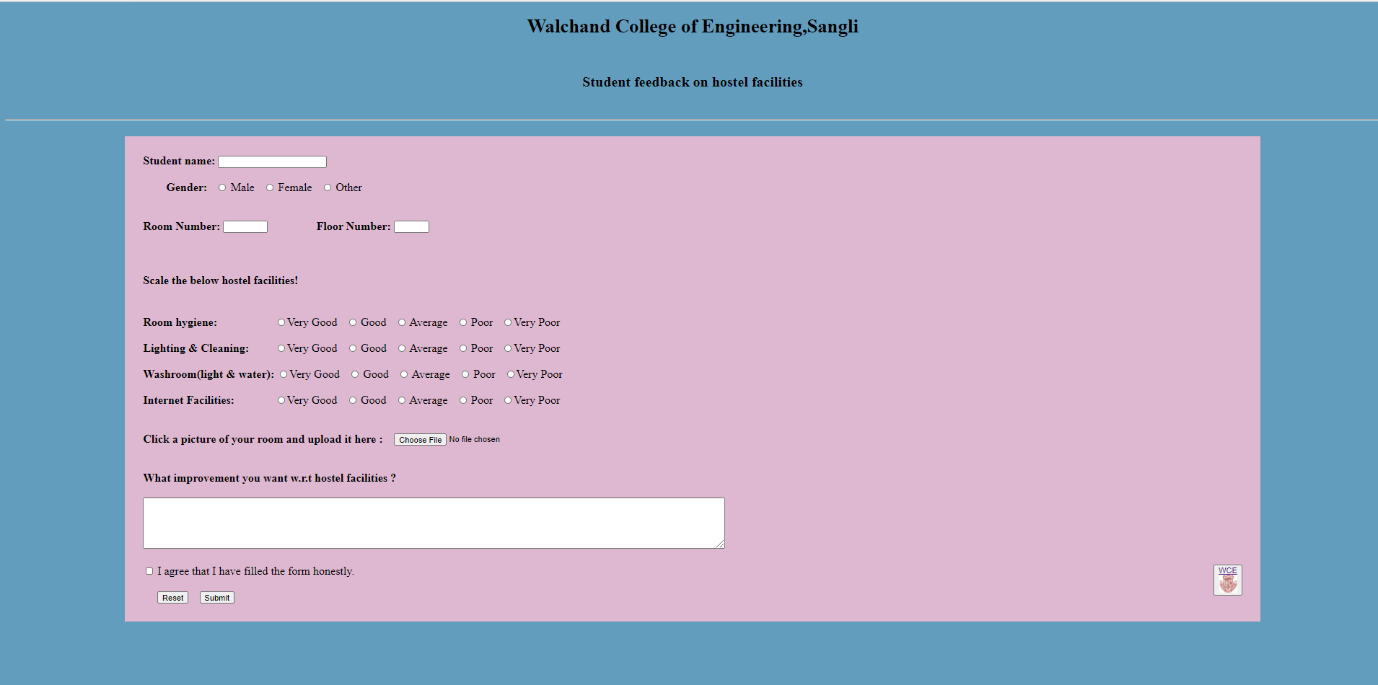 Walchand College of Engineering,Sangli
Student feedback on hostel facilities
Student name:
Gender: Male Female Other
Room Number: Floor Number:
Scale the below hostel facilities!
Room hygiene: Very Good Good Average Poor Very Poor
Lighting & Cleaning: Very Good Good Average Poor Very Poor
Washroom(light & water): Very Good Good Average Poor Very Poor
Internet Facilities: Very Good Good Average Poor Very Poor
Click a picture of your room and upload it here : Choose File No file chosen
What improvement you want w.r.t hostel facilities ?
I agree that I have filled the form honestly.
WCE
Reset Submit